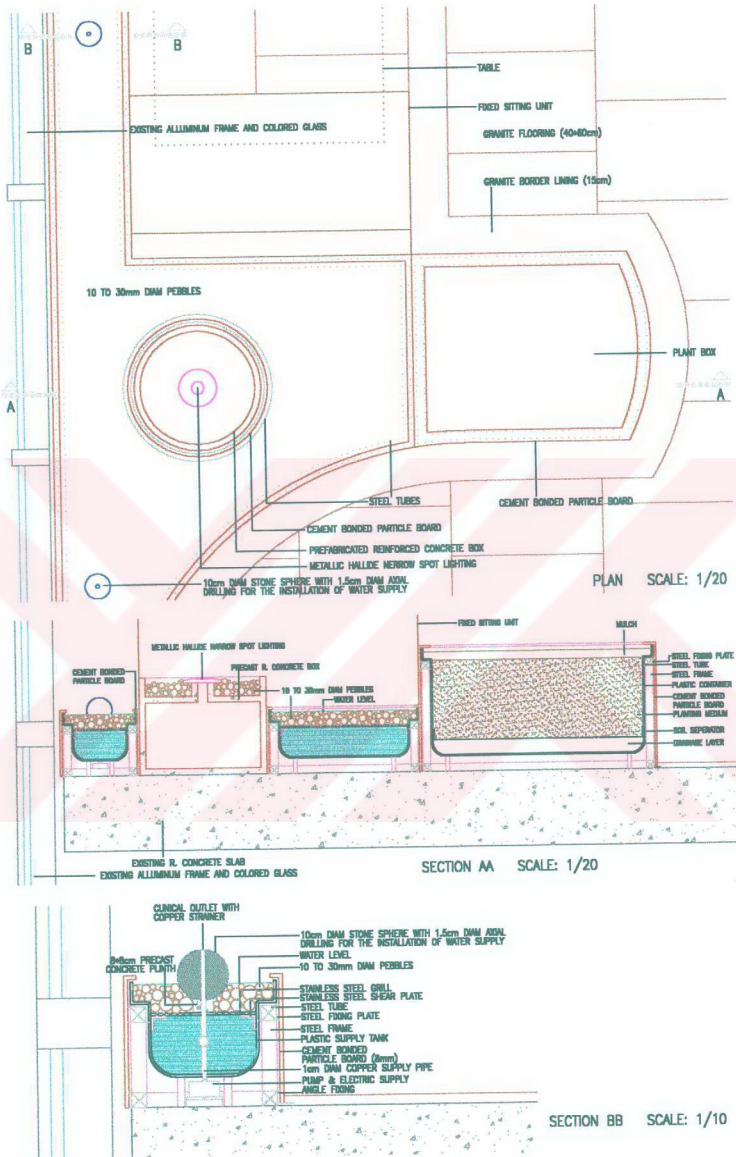 B
B
TABLE
FIXED SITTING UNIT
EXISTING ALLUMINUM FRAME AND COLORED GLASS
GRANITE FLOORING (40*60cm)
GRANITE BORDER LINING (15cm)
10 TO 30mm DIAM PEBBLES
PLANT BOX
A
A
STEEL TUBES
CEMENT BONDED PARTICLE BOARD
CEMENT BONDED PARTICLE BOARD
PREFABRICATED REINFORCED CONCRETE BOX
METALLIC HALLIDE NARROW SPOT LIGHTING
10cm DIAM STONE SPHERE WITH 1.5cm DIAM AXIAL
DRILLING FOR THE INSTALLATION OF WATER SUPPLY
PLAN SCALE: 1/20
FIXED SITTING UNIT
MULCH
METALLIC HALLIDE NARROW SPOT LIGHTING
CEMENT BONDED
PARTICLE BOARD
PRECAST R. CONCRETE BOX
10 TO 30mm DIAM PEBBLES
WATER LEVEL
STEEL FIXING PLATE
STEEL TUBE
STEEL FRAME
PLASTIC CONTAINER
CEMENT BONDED
PARTICLE BOARD
PLANTING MEDIUM
SOIL SEPERATOR
DRAINAGE LAYER
EXISTING R. CONCRETE SLAB
EXISTING ALLUMINUM FRAME AND COLORED GLASS
SECTION AA SCALE: 1/20
CUNICAL OUTLET WITH
COPPER STRAINER
8*8cm PRECAST
CONCRETE PLINTH
10cm DIAM STONE SPHERE WITH 1.5cm DIAM AXIAL
DRILLING FOR THE INSTALLATION OF WATER SUPPLY
WATER LEVEL
10 TO 30mm DIAM PEBBLES
STAINLESS STEEL GRILL
STAINLESS STEEL SHEAR PLATE
STEEL TUBE
STEEL FIXING PLATE
STEEL FRAME
PLASTIC SUPPLY TANK
CEMENT BONDED
PARTICLE BOARD (8mm)
1cm DIAM COPPER SUPPLY PIPE
PUMP & ELECTRIC SUPPLY
ANGLE FIXING
SECTION BB SCALE: 1/10